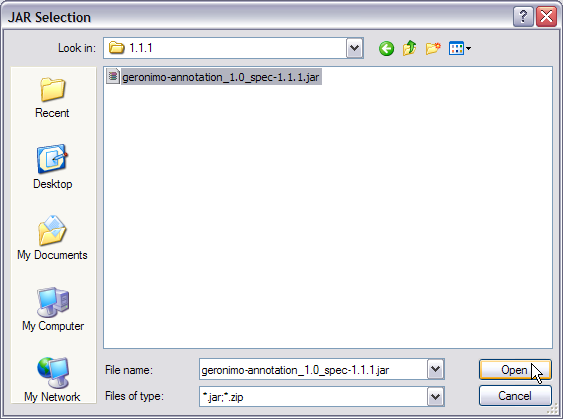 JAR Selection
Look in: 1.1.1
geronimo-annotation_1.0_spec-1.1.1.jar
Recent
Desktop
My Documents
My Computer
My Network
File name: geronimo-annotation_1.0_spec-1.1.1.jar Open
Files of type: *.jar;*.zip Cancel